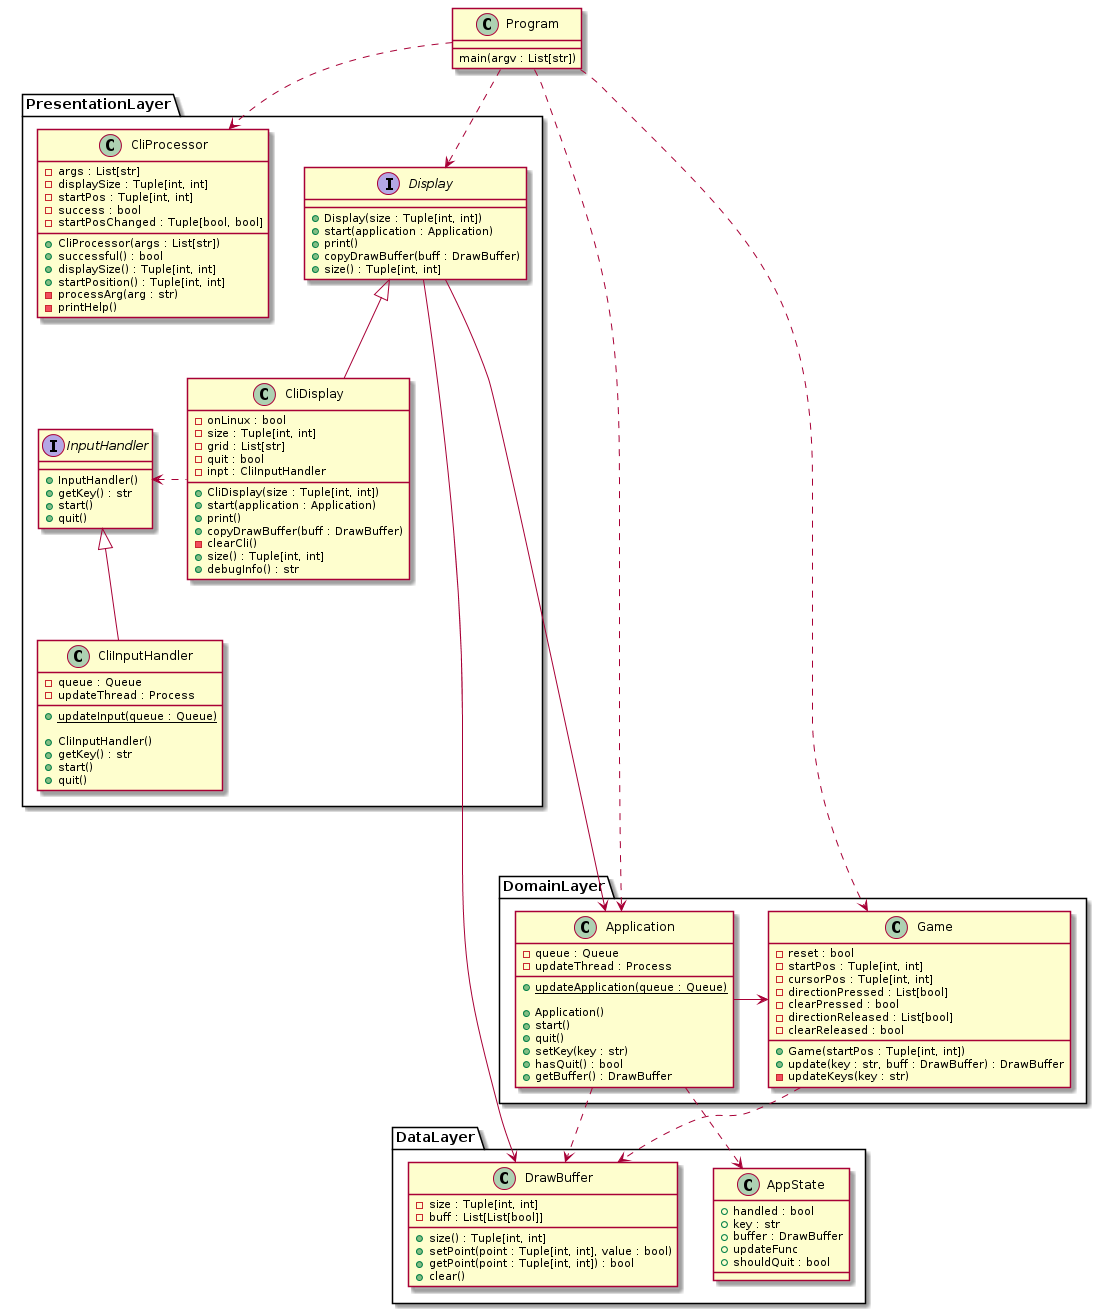 C Program
main(argv : List[str])
PresentationLayer
C CliProcessor
args : List[str]
displaySize : Tuple[int, int]
startPos : Tuple[int, int]
success : bool
startPosChanged : Tuple[bool, bool]
CliProcessor(args : List[str])
successful() : bool
displaySize() : Tuple[int, int]
startPosition() : Tuple[int, int]
processArg(arg : str)
printHelp()
I Display
Display(size : Tuple[int, int])
start(application : Application)
print()
copyDrawBuffer(buff : DrawBuffer)
size() : Tuple[int, int]
C CliDisplay
onLinux : bool
size : Tuple[int, int]
grid : List[str]
quit : bool
inpt : CliInputHandler
CliDisplay(size : Tuple[int, int])
start(application : Application)
print()
copyDrawBuffer(buff : DrawBuffer)
clearCli()
size() : Tuple[int, int]
debugInfo() : str
I InputHandler
InputHandler()
getKey() : str
start()
quit()
C CliInputHandler
queue : Queue
updateThread : Process
updateInput(queue : Queue)
CliInputHandler()
getKey() : str
start()
quit()
DomainLayer
C Application
queue : Queue
updateThread : Process
updateApplication(queue : Queue)
Application()
start()
quit()
setKey(key : str)
hasQuit() : bool
getBuffer() : DrawBuffer
C Game
reset : bool
startPos : Tuple[int, int]
cursorPos : Tuple[int, int]
directionPressed : List[bool]
clearPressed : bool
directionReleased : List[bool]
clearReleased : bool
Game(startPos : Tuple[int, int])
update(key : str, buff : DrawBuffer) : DrawBuffer
updateKeys(key : str)
DataLayer
C DrawBuffer
size : Tuple[int, int]
buff : List[List[bool]]
size() : Tuple[int, int]
setPoint(point : Tuple[int, int], value : bool)
getPoint(point : Tuple[int, int]) : bool
clear()
C AppState
handled : bool
key : str
buffer : DrawBuffer
updateFunc
shouldQuit : bool